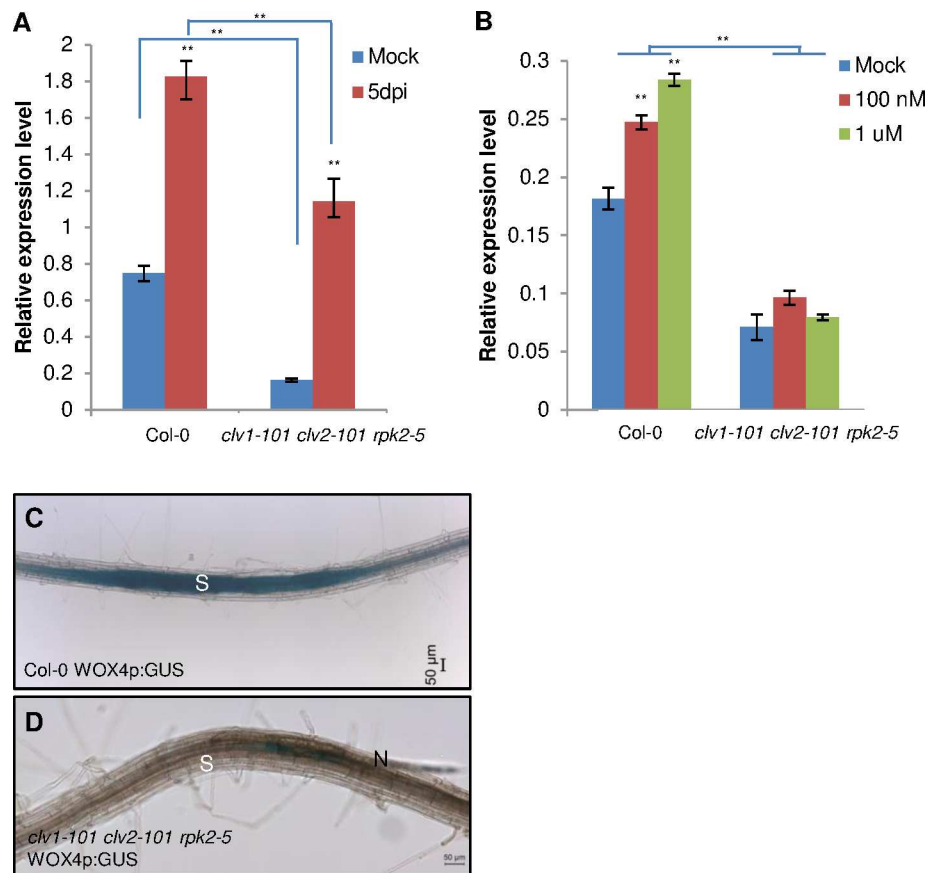 A
**
**
Relative expression level
2
1.8
1.6
1.4
1.2
1
0.8
0.6
0.4
0.2
0
**
**
Mock
5dpi
Col-0
clv1-101 clv2-101 rpk2-5
B
**
Relative expression level
0.3
0.25
0.2
0.15
0.1
0.05
0
**
**
Mock
100 nM
1 uM
Col-0
clv1-101 clv2-101 rpk2-5
C
S
Col-0 WOX4p:GUS
50 μm
D
S
N
clv1-101 clv2-101 rpk2-5
WOX4p:GUS
50 μm